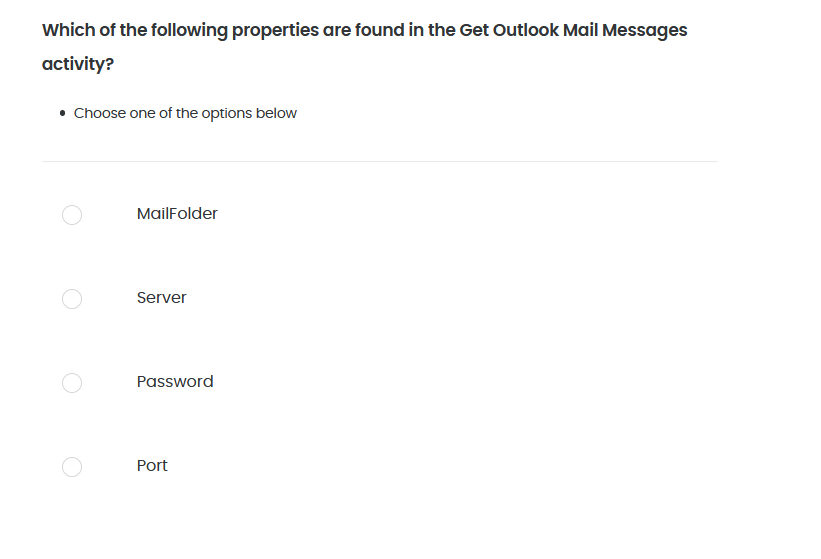 Which of the following properties are found in the Get Outlook Mail Messages
activity?
• Choose one of the options below
MailFolder
Server
Password
Port